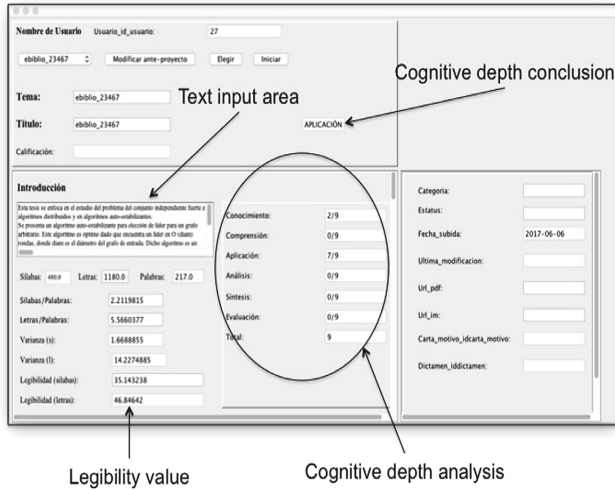 Nombre de Usuario Usuario_id_usuario: 27
ebiblio_23467 Modificar ante-proyecto Elegir Iniciar
Cognitive depth conclusion
Tema: ebiblio_23467
Text input area
Título: ebiblio_23467 APLICACIÓN
Calificación:
Introducción
Esta tesis se enfoca en el estudio del problema del conjunto independiente fuerte e
algoritmos distribuidos y en algoritmos auto-estabilizantes.
Se presenta un algoritmo auto-estabilizante para elección de líder para un grafo
arbitrario. Este algoritmo es óptimo dado que encuentra un líder en O (diam)
rondas, donde diam es el diámetro del grafo de entrada. Dicho algoritmo es un
Sílabas: 480.0 Letras: 1180.0 Palabras: 217.0
Sílabas/Palabras: 2.2119815
Letras/Palabras: 5.5660377
Varianza (s): 1.6688855
Varianza (l): 14.2274885
Legibilidad (sílabas): 35.143238
Legibilidad (letras): 46.84642
Conocimiento: 2/9
Comprensión: 0/9
Aplicación: 7/9
Análisis: 0/9
Síntesis: 0/9
Evaluación: 0/9
Total: 9
Categoria:
Estatus:
Fecha_subida: 2017-06-06
Ultima_modificacion:
Url_pdf:
Url_im:
Carta_motivo_idcarta_motivo:
Dictamen_iddictamen:
Legibility value
Cognitive depth analysis